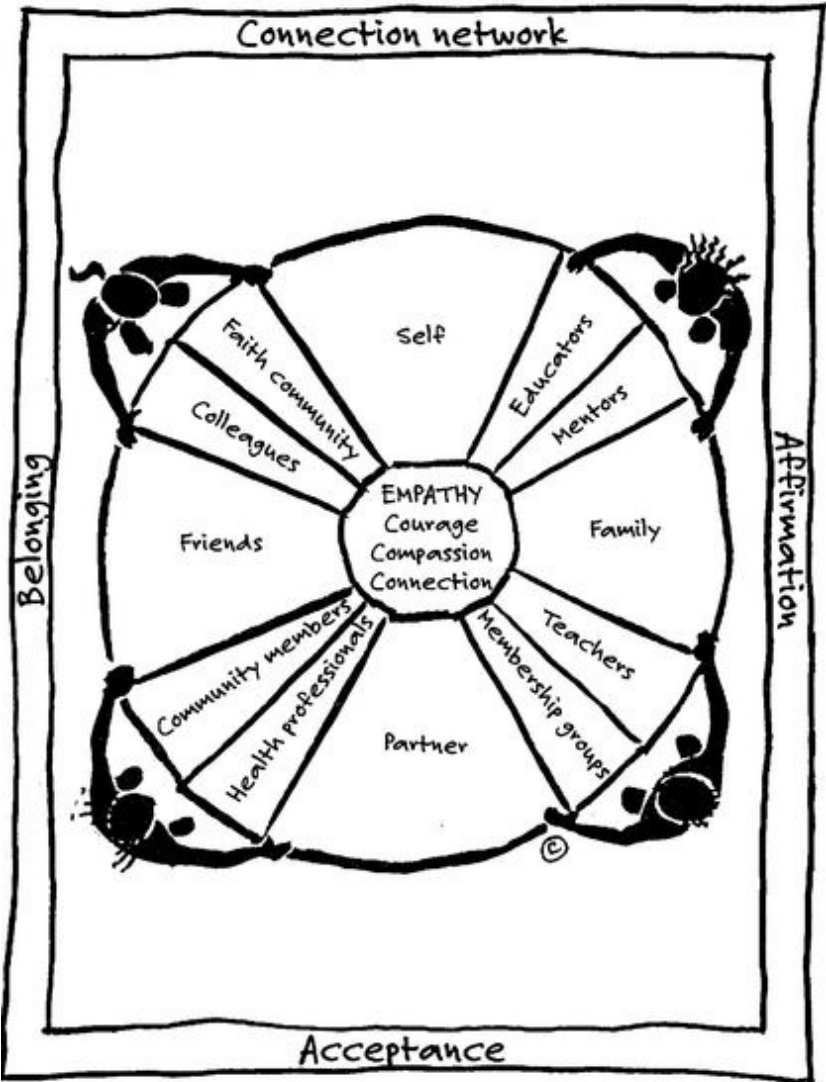 Connection network
Belonging
Affirmation
Self
Faith community
Educators
Colleagues
Mentors
EMPATHY
Courage
Compassion
Connection
Friends
Family
Community members
Teachers
Health professionals
Membership groups
Partner
©
Acceptance